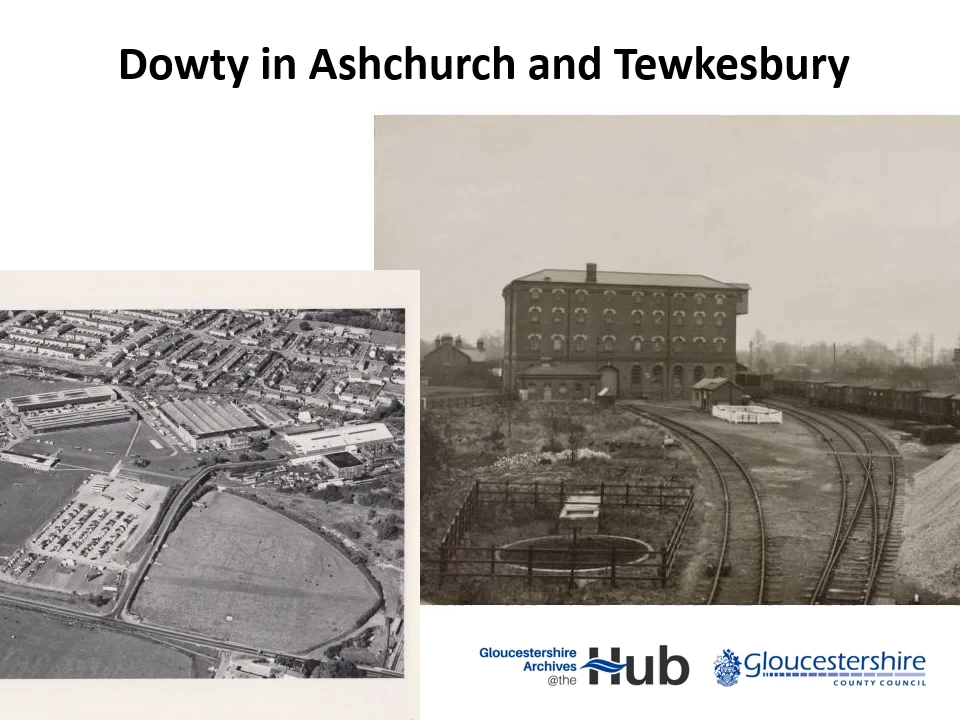 Dowty in Ashchurch and Tewkesbury
Gloucestershire
Archives
@the
Hub
Gloucestershire
COUNTY COUNCIL